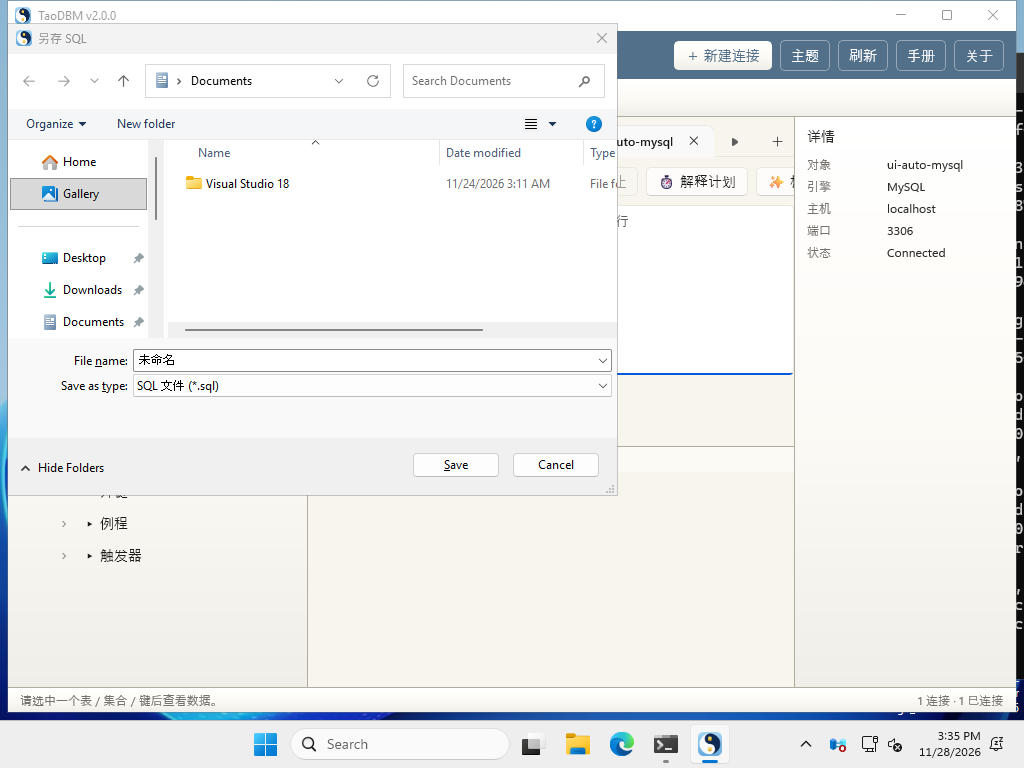 TaoDBM v2.0.0
另存 SQL
+ 新建连接
主题
刷新
手册
关于
Documents
Search Documents
Organize
New folder
Home
Gallery
Desktop
Downloads
Documents
Name
Date modified
Type
Visual Studio 18
11/24/2026 3:11 AM
File
File name:
未命名
Save as type:
SQL 文件 (*.sql)
Hide Folders
Save
Cancel
uto-mysql
解释计划
行
详情
对象
ui-auto-mysql
引擎
MySQL
主机
localhost
端口
3306
状态
Connected
例程
触发器
请选中一个表 / 集合 / 键后查看数据。
1 连接 · 1 已连接
Search
3:35 PM
11/28/2026